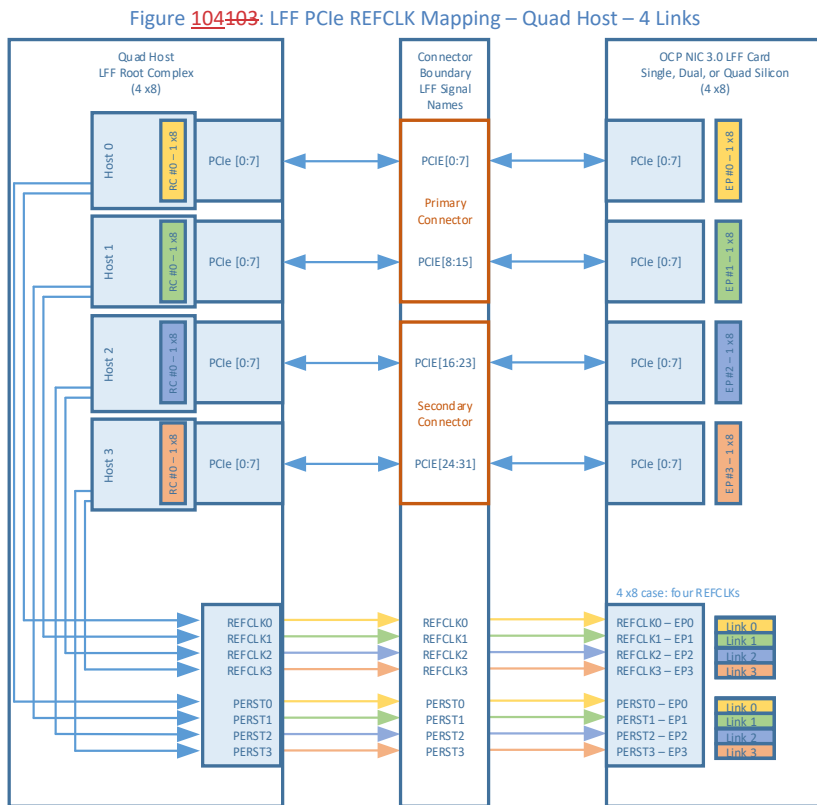 Figure 104103: LFF PCIe REFCLK Mapping – Quad Host – 4 Links
Quad Host
LFF Root Complex
(4 x8)
Connector
Boundary
LFF Signal
Names
OCP NIC 3.0 LFF Card
Single, Dual, or Quad Silicon
(4 x8)
Host 0
RC #0 – 1 x8
PCIe [0:7]
PCIE[0:7]
PCIe [0:7]
EP #0 – 1 x8
Primary
Connector
Host 1
RC #0 – 1 x8
PCIe [0:7]
PCIE[8:15]
PCIe [0:7]
EP #1 – 1 x8
Host 2
RC #0 – 1 x8
PCIe [0:7]
PCIE[16:23]
PCIe [0:7]
EP #2 – 1 x8
Secondary
Connector
Host 3
RC #0 – 1 x8
PCIe [0:7]
PCIE[24:31]
PCIe [0:7]
EP #3 – 1 x8
4 x8 case: four REFCLKs
REFCLK0
REFCLK0
REFCLK0 – EP0
Link 0
REFCLK1
REFCLK1
REFCLK1 – EP1
Link 1
REFCLK2
REFCLK2
REFCLK2 – EP2
Link 2
REFCLK3
REFCLK3
REFCLK3 – EP3
Link 3
PERST0
PERST0
PERST0 – EP0
Link 0
PERST1
PERST1
PERST1 – EP1
Link 1
PERST2
PERST2
PERST2 – EP2
Link 2
PERST3
PERST3
PERST3 – EP3
Link 3